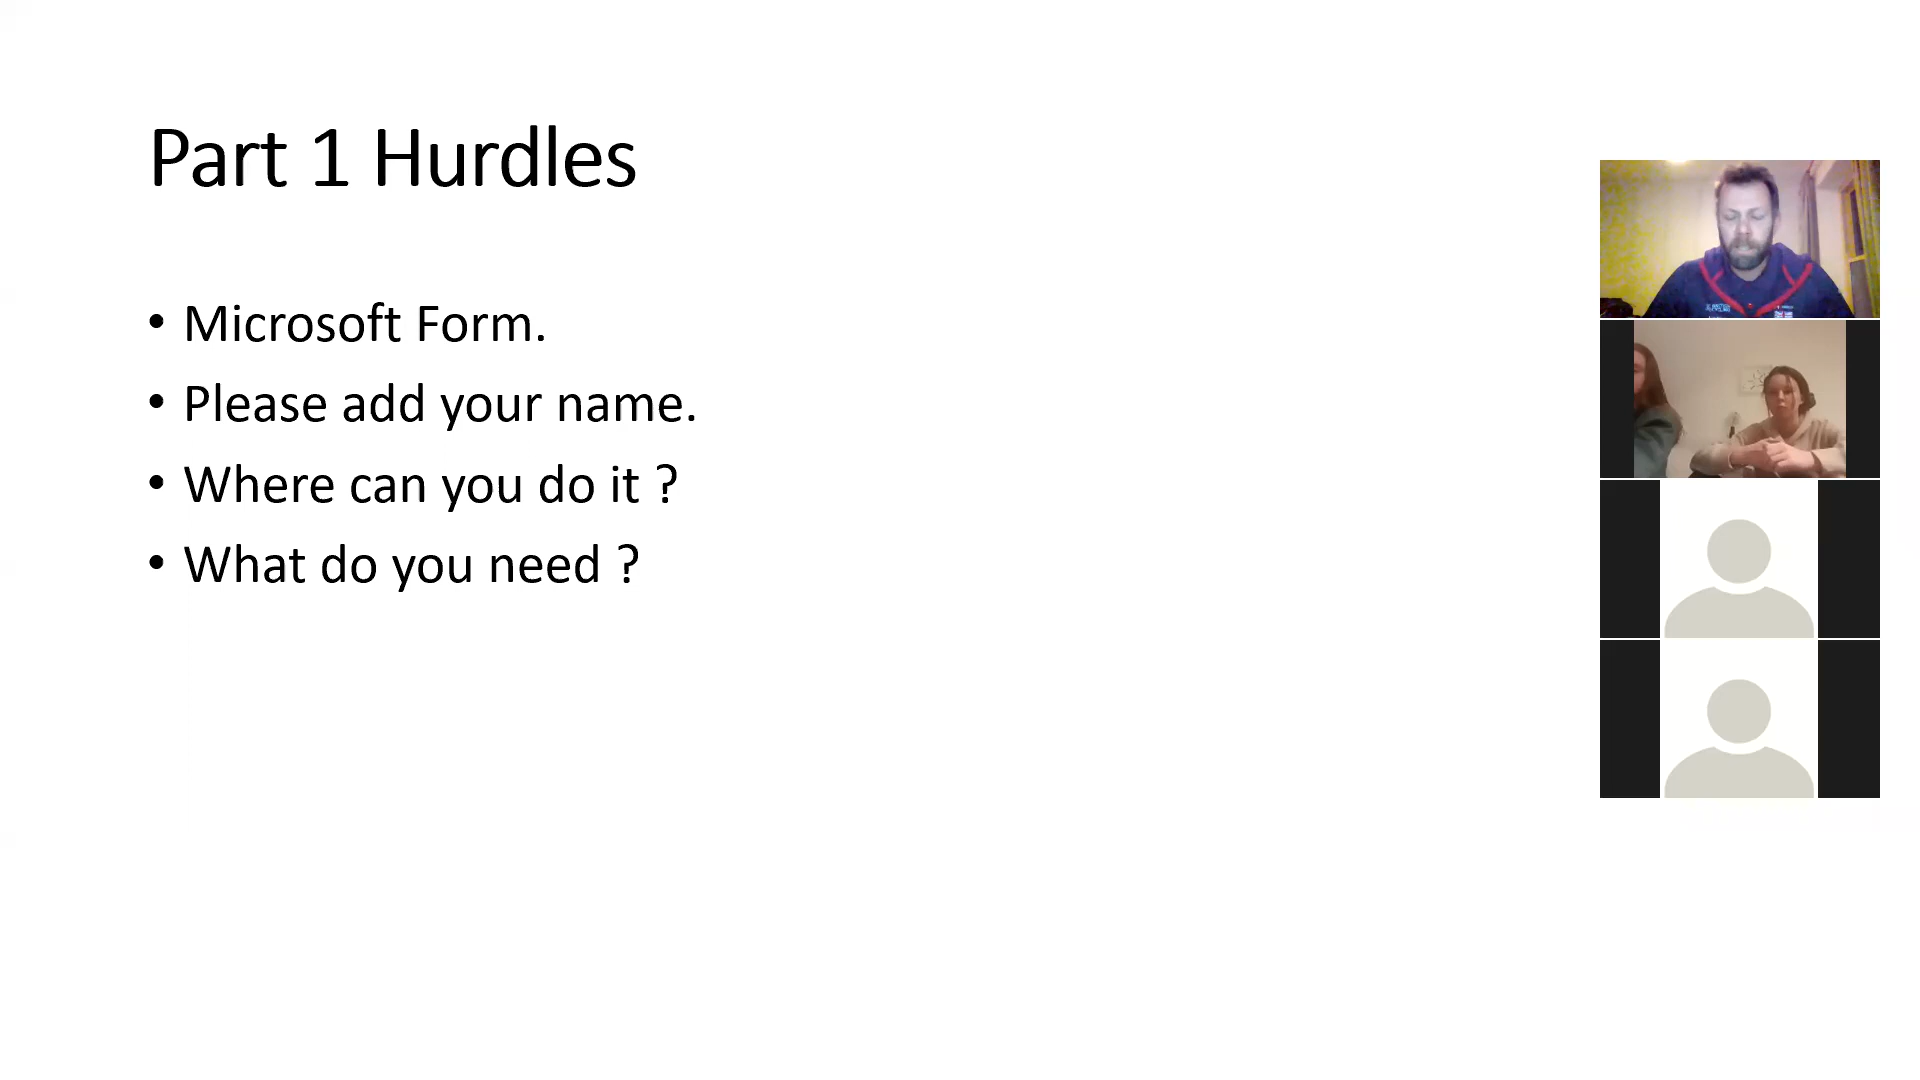 Part 1 Hurdles
• Microsoft Form.
• Please add your name.
• Where can you do it ?
• What do you need ?